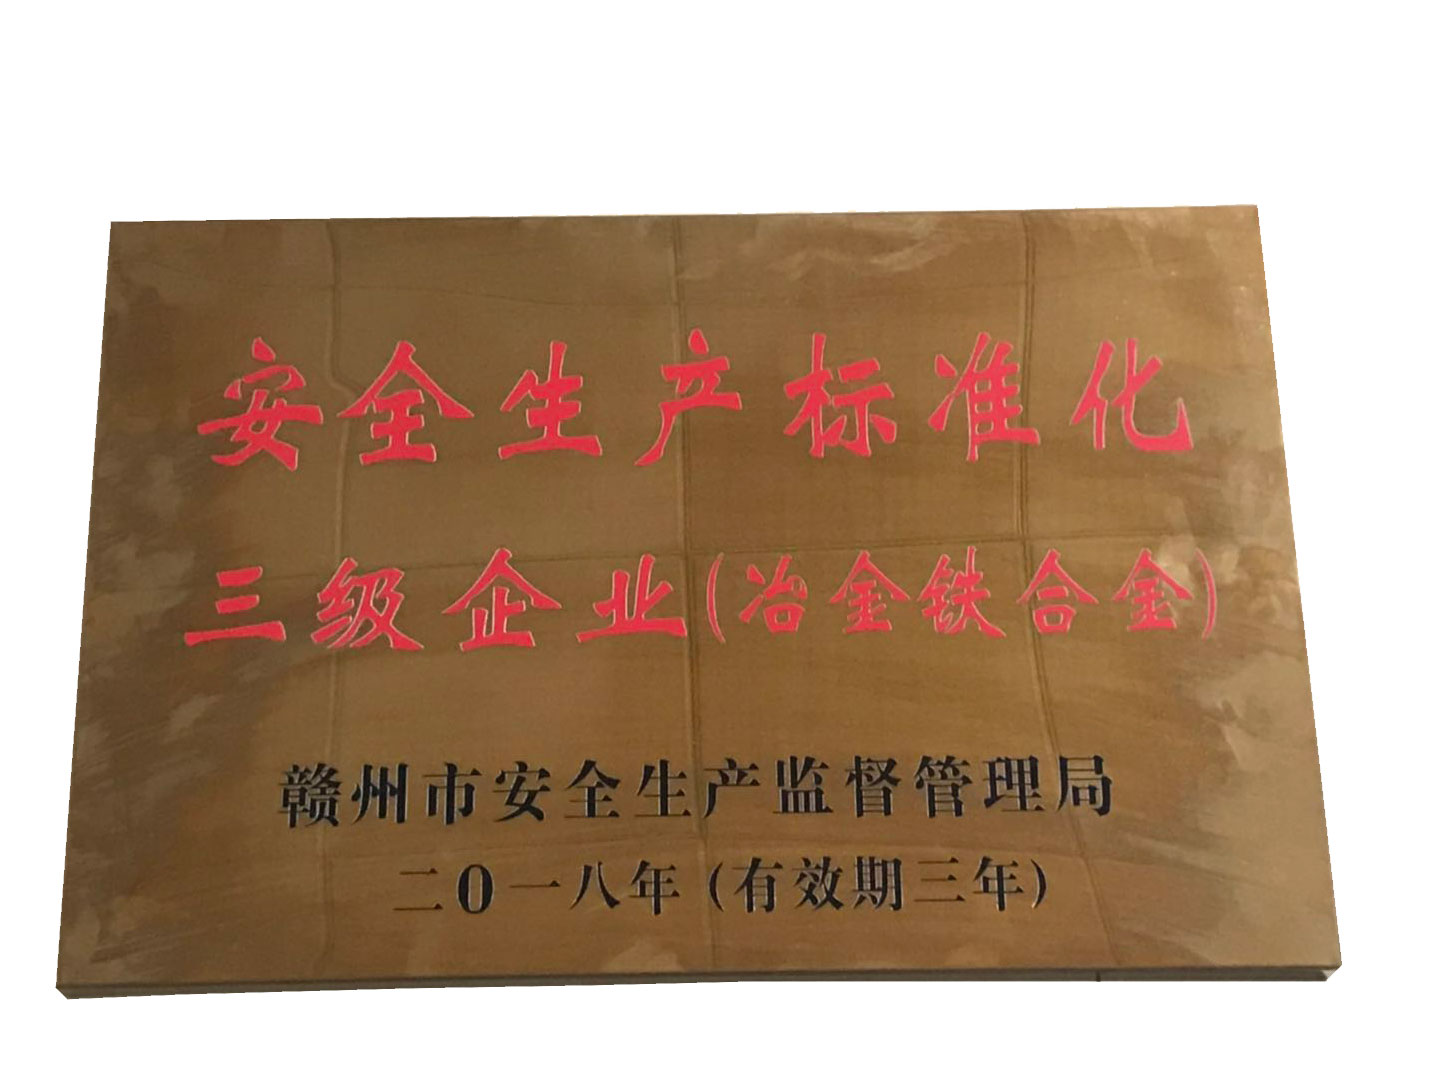 安全生产标准化
三级企业(冶金铁合金)
赣州市安全生产监督管理局
二0一八年(有效期三年)